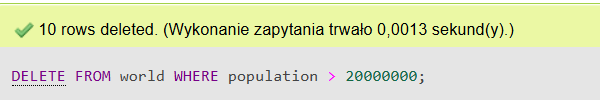 10 rows deleted. (Wykonanie zapytania trwało 0,0013 sekund(y).)
DELETE FROM world WHERE population > 20000000;